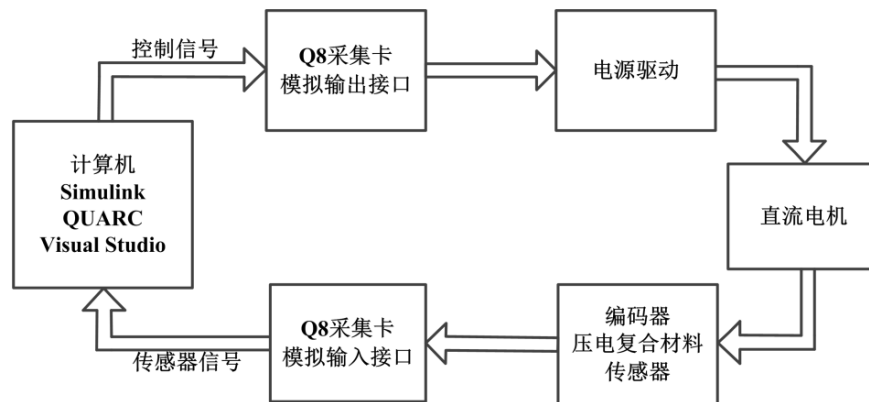 控制信号
Q8采集卡
模拟输出接口
电源驱动
计算机
Simulink
QUARC
Visual Studio
直流电机
Q8采集卡
模拟输入接口
编码器
压电复合材料
传感器
传感器信号